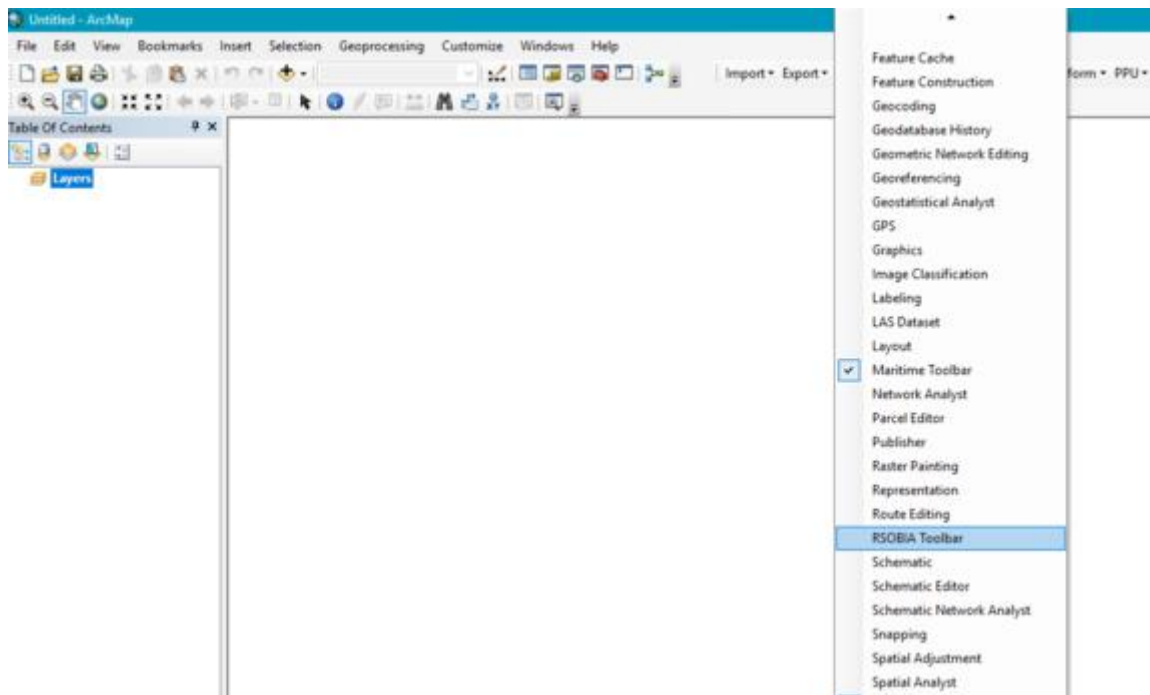 Untitled - ArcMap
File Edit View Bookmarks Insert Selection Geoprocessing Customize Windows Help
Import Export form PPU
Table Of Contents
Layers
Feature Cache
Feature Construction
Geocoding
Geodatabase History
Geometric Network Editing
Georeferencing
Geostatistical Analyst
GPS
Graphics
Image Classification
Labeling
LAS Dataset
Layout
Maritime Toolbar
Network Analyst
Parcel Editor
Publisher
Raster Painting
Representation
Route Editing
RSOBIA Toolbar
Schematic
Schematic Editor
Schematic Network Analyst
Snapping
Spatial Adjustment
Spatial Analyst